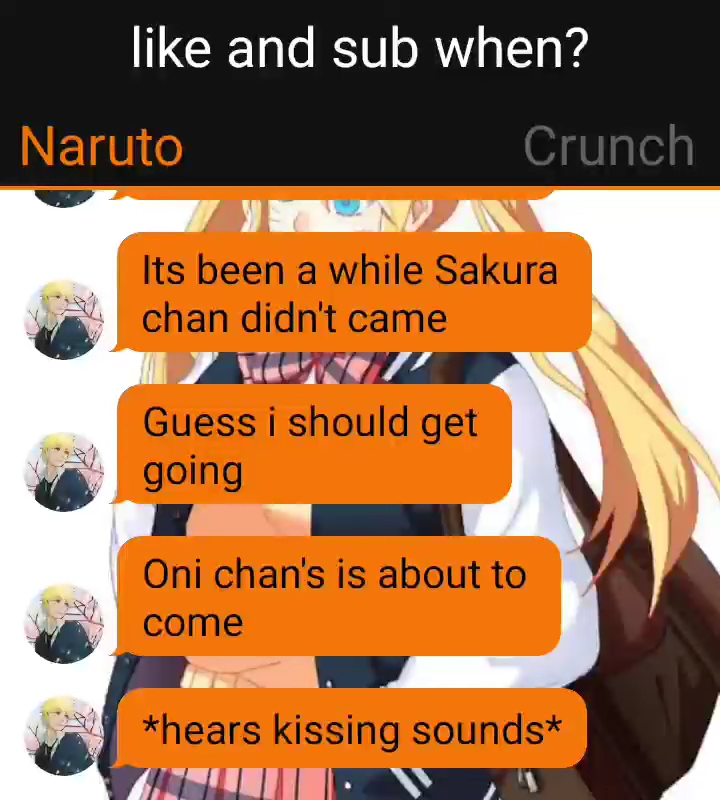 like and sub when?
Naruto
Crunch
Its been a while Sakura
chan didn't came
Guess i should get
going
Oni chan's is about to
come
*hears kissing sounds*